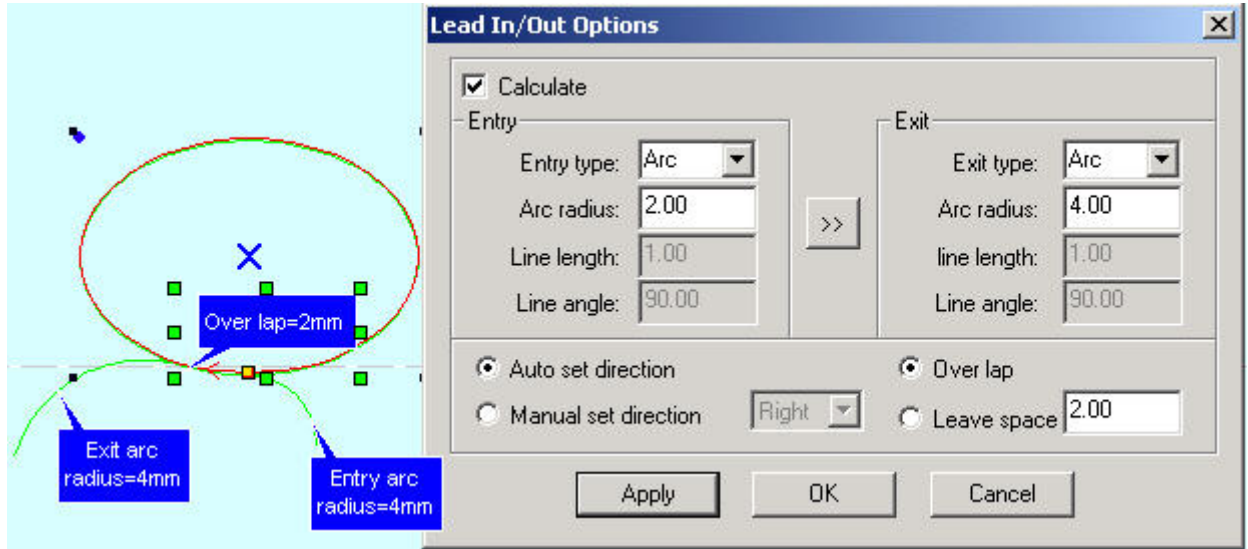 Lead In/Out Options
Calculate
Entry
Entry type: Arc
Arc radius: 2.00
Line length: 1.00
Line angle: 90.00
>>
Exit
Exit type: Arc
Arc radius: 4.00
line length: 1.00
Line angle: 90.00
Auto set direction
Manual set direction Right
Over lap
Leave space 2.00
Apply OK Cancel
Over lap=2mm
Exit arc
radius=4mm
Entry arc
radius=4mm